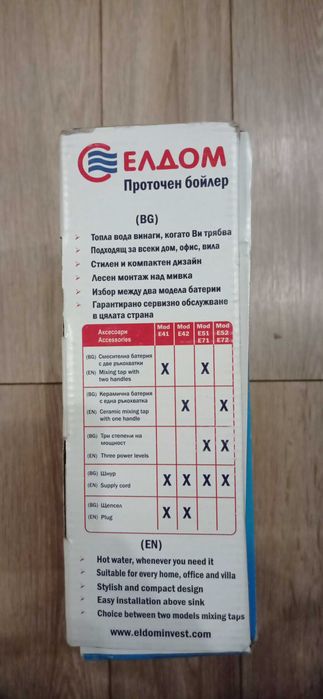 ЕЛДОМ
Проточен бойлер
(BG)
Топла вода винаги, когато Ви трябва
Подходящ за всеки дом, офис, вила
Стилен и компактен дизайн
Лесен монтаж над мивка
Избор между два модела батерии
Гарантирано сервизно обслужване
в цялата страна
Аксесоари
Accessories
Mod
E41
Mod
E42
Mod
E51
E71
Mod
E52
E72
(BG) Смесителна батерия
с две ръкохватки
(EN) Mixing tap with
two handles
X X
(BG) Керамична батерия
с една ръкохватка
(EN) Ceramic mixing tap
with one handle
X X
(BG) Три степени на
мощност
(EN) Three power levels
X X
(BG) Шнур
(EN) Supply cord
X X X X
(BG) Щепсел
(EN) Plug
X X
(EN)
Hot water, whenever you need it
Suitable for every home, office and villa
Stylish and compact design
Easy installation above sink
Choice between two models mixing taps
www.eldominvest.com